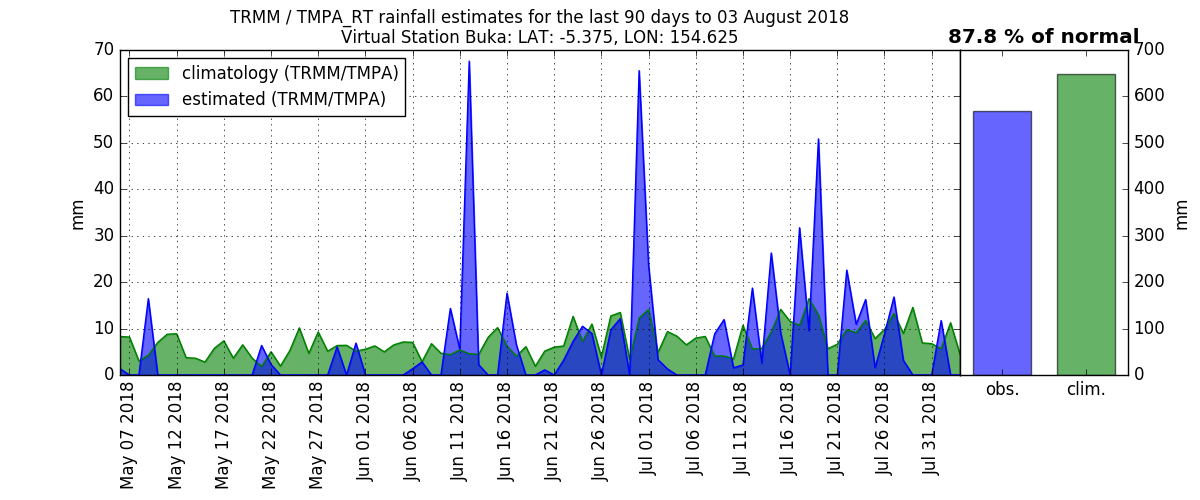 TRMM / TMPA_RT rainfall estimates for the last 90 days to 03 August 2018
Virtual Station Buka: LAT: -5.375, LON: 154.625
87.8 % of normal
climatology (TRMM/TMPA)
estimated (TRMM/TMPA)
mm
70
60
50
40
30
20
10
0
May 07 2018
May 12 2018
May 17 2018
May 22 2018
May 27 2018
Jun 01 2018
Jun 06 2018
Jun 11 2018
Jun 16 2018
Jun 21 2018
Jun 26 2018
Jul 01 2018
Jul 06 2018
Jul 11 2018
Jul 16 2018
Jul 21 2018
Jul 26 2018
Jul 31 2018
obs.
clim.
700
600
500
400
300
200
100
0
mm